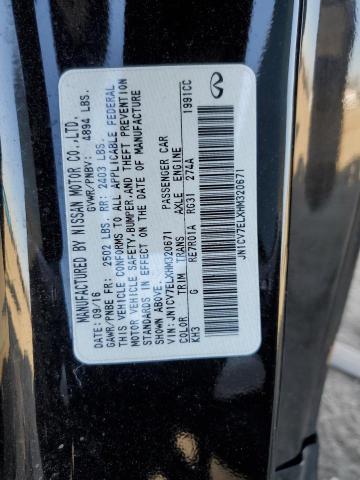 MANUFACTURED BY NISSAN MOTOR CO.,LTD.
DATE: 09/16 GVWR/PNBV: 4894 LBS.
GAWR/PNBE FR: 2502 LBS. RR: 2403 LBS.
THIS VEHICLE CONFORMS TO ALL APPLICABLE FEDERAL
MOTOR VEHICLE SAFETY,BUMPER,AND THEFT PREVENTION
STANDARDS IN EFFECT ON THE DATE OF MANUFACTURE
SHOWN ABOVE.
VIN: JN1CV7ELXHM320671 PASSENGER CAR
COLOR TRIM TRANS AXLE ENGINE
KH3 G RE7R01A RG31 274A 1991CC
JN1CV7ELXHM320671